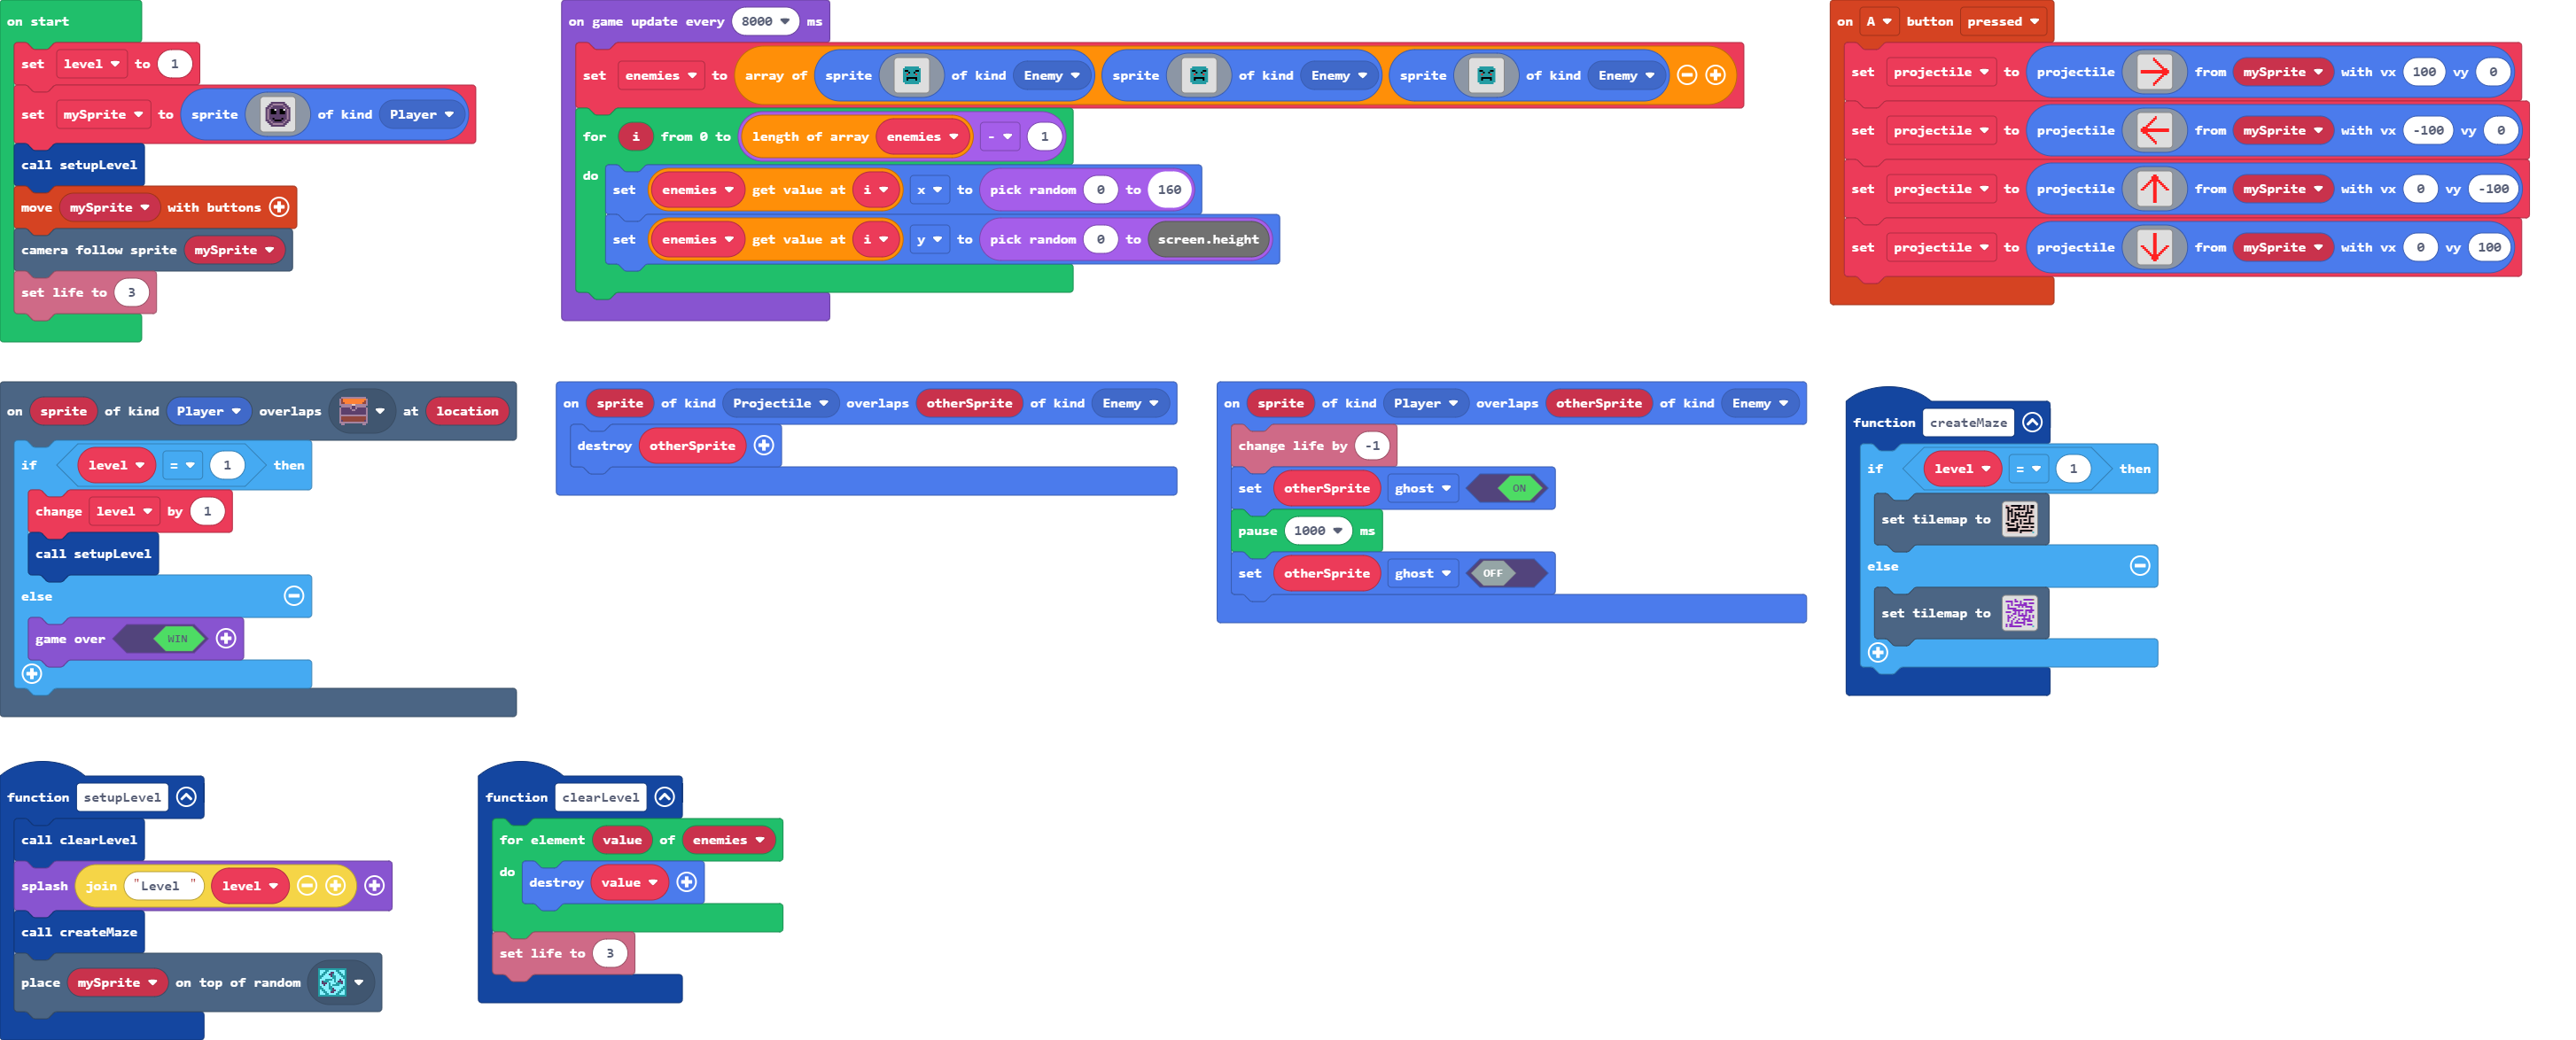 on start
set level to 1
set mySprite to sprite of kind Player
call setupLevel
move mySprite with buttons
camera follow sprite mySprite
set life to 3
on game update every 8000 ms
set enemies to array of sprite of kind Enemy sprite of kind Enemy sprite of kind Enemy
for i from 0 to length of array enemies - 1
do set enemies get value at i x to pick random 0 to 160
set enemies get value at i y to pick random 0 to screen.height
on A button pressed
set projectile to projectile from mySprite with vx 100 vy 0
set projectile to projectile from mySprite with vx -100 vy 0
set projectile to projectile from mySprite with vx 0 vy -100
set projectile to projectile from mySprite with vx 0 vy 100
on sprite of kind Player overlaps at location
if level = 1 then
change level by 1
call setupLevel
else
game over WIN
on sprite of kind Projectile overlaps otherSprite of kind Enemy
destroy otherSprite
on sprite of kind Player overlaps otherSprite of kind Enemy
change life by -1
set otherSprite ghost ON
pause 1000 ms
set otherSprite ghost OFF
function createMaze
if level = 1 then
set tilemap to
else
set tilemap to
function setupLevel
call clearLevel
splash join "Level " level
call createMaze
place mySprite on top of random
function clearLevel
for element value of enemies
do destroy value
set life to 3